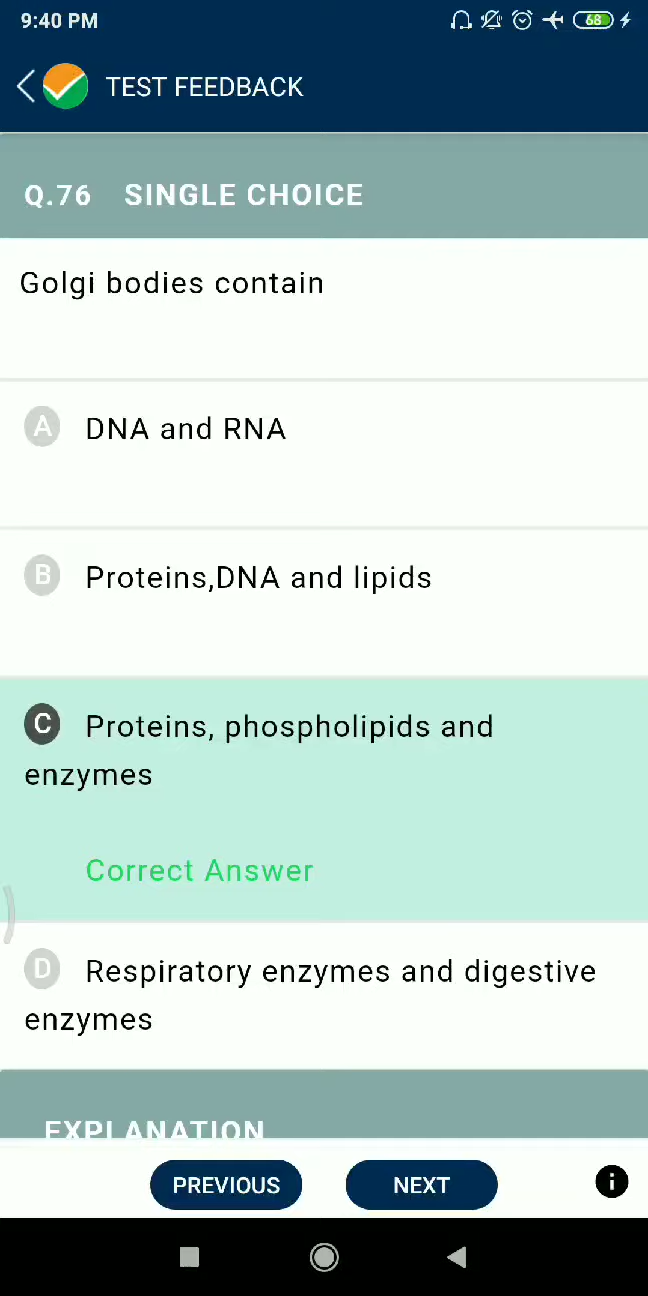 9:40 PM
68
TEST FEEDBACK
Q.76 SINGLE CHOICE
Golgi bodies contain
A DNA and RNA
B Proteins,DNA and lipids
C Proteins, phospholipids and
enzymes
Correct Answer
D Respiratory enzymes and digestive
enzymes
EXPLANATION
PREVIOUS NEXT